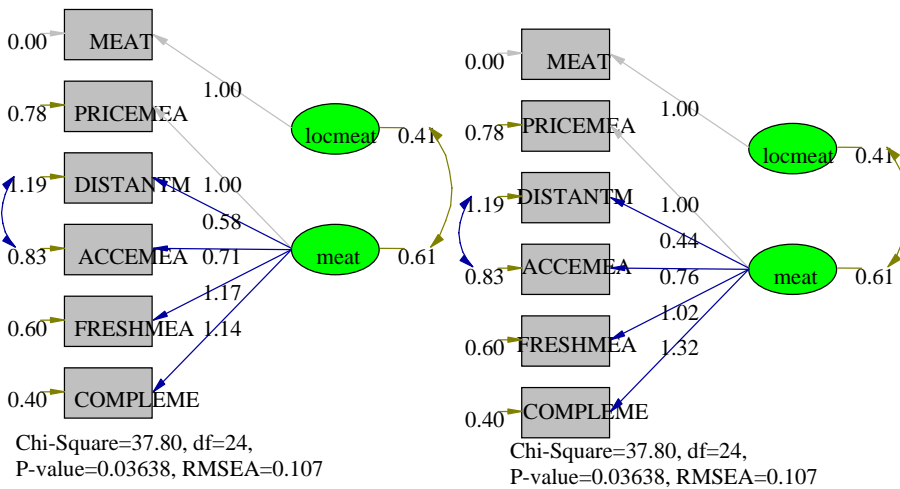 0.00 MEAT
0.78 PRICEMEA
1.19 DISTANTM
0.83 ACCEMEA
0.60 FRESHMEA
0.40 COMPLEME
1.00
1.00
0.58
0.71
1.17
1.14
locmeat 0.41
meat 0.61
Chi-Square=37.80, df=24,
P-value=0.03638, RMSEA=0.107
0.00 MEAT
0.78 PRICEMEA
1.19 DISTANTM
0.83 ACCEMEA
0.60 FRESHMEA
0.40 COMPLEME
1.00
1.00
0.44
0.76
1.02
1.32
locmeat 0.41
meat 0.61
Chi-Square=37.80, df=24,
P-value=0.03638, RMSEA=0.107